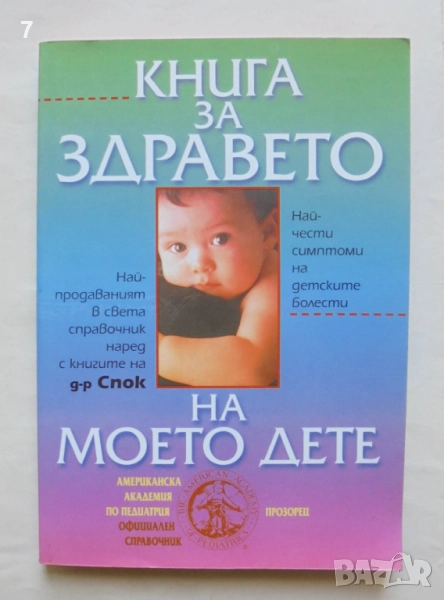 7
КНИГА
ЗА
ЗДРАВЕТО
Най-
чести
симптоми
на
детските
болести
Най-
продаваният
в света
справочник
наред
с книгите на
д-р Спок
НА
МОЕТО ДЕТЕ
АМЕРИКАНСКА
АКАДЕМИЯ
ПО ПЕДИАТРИЯ
ОФИЦИАЛЕН
СПРАВОЧНИК
ПРОЗОРЕЦ
BAZAR